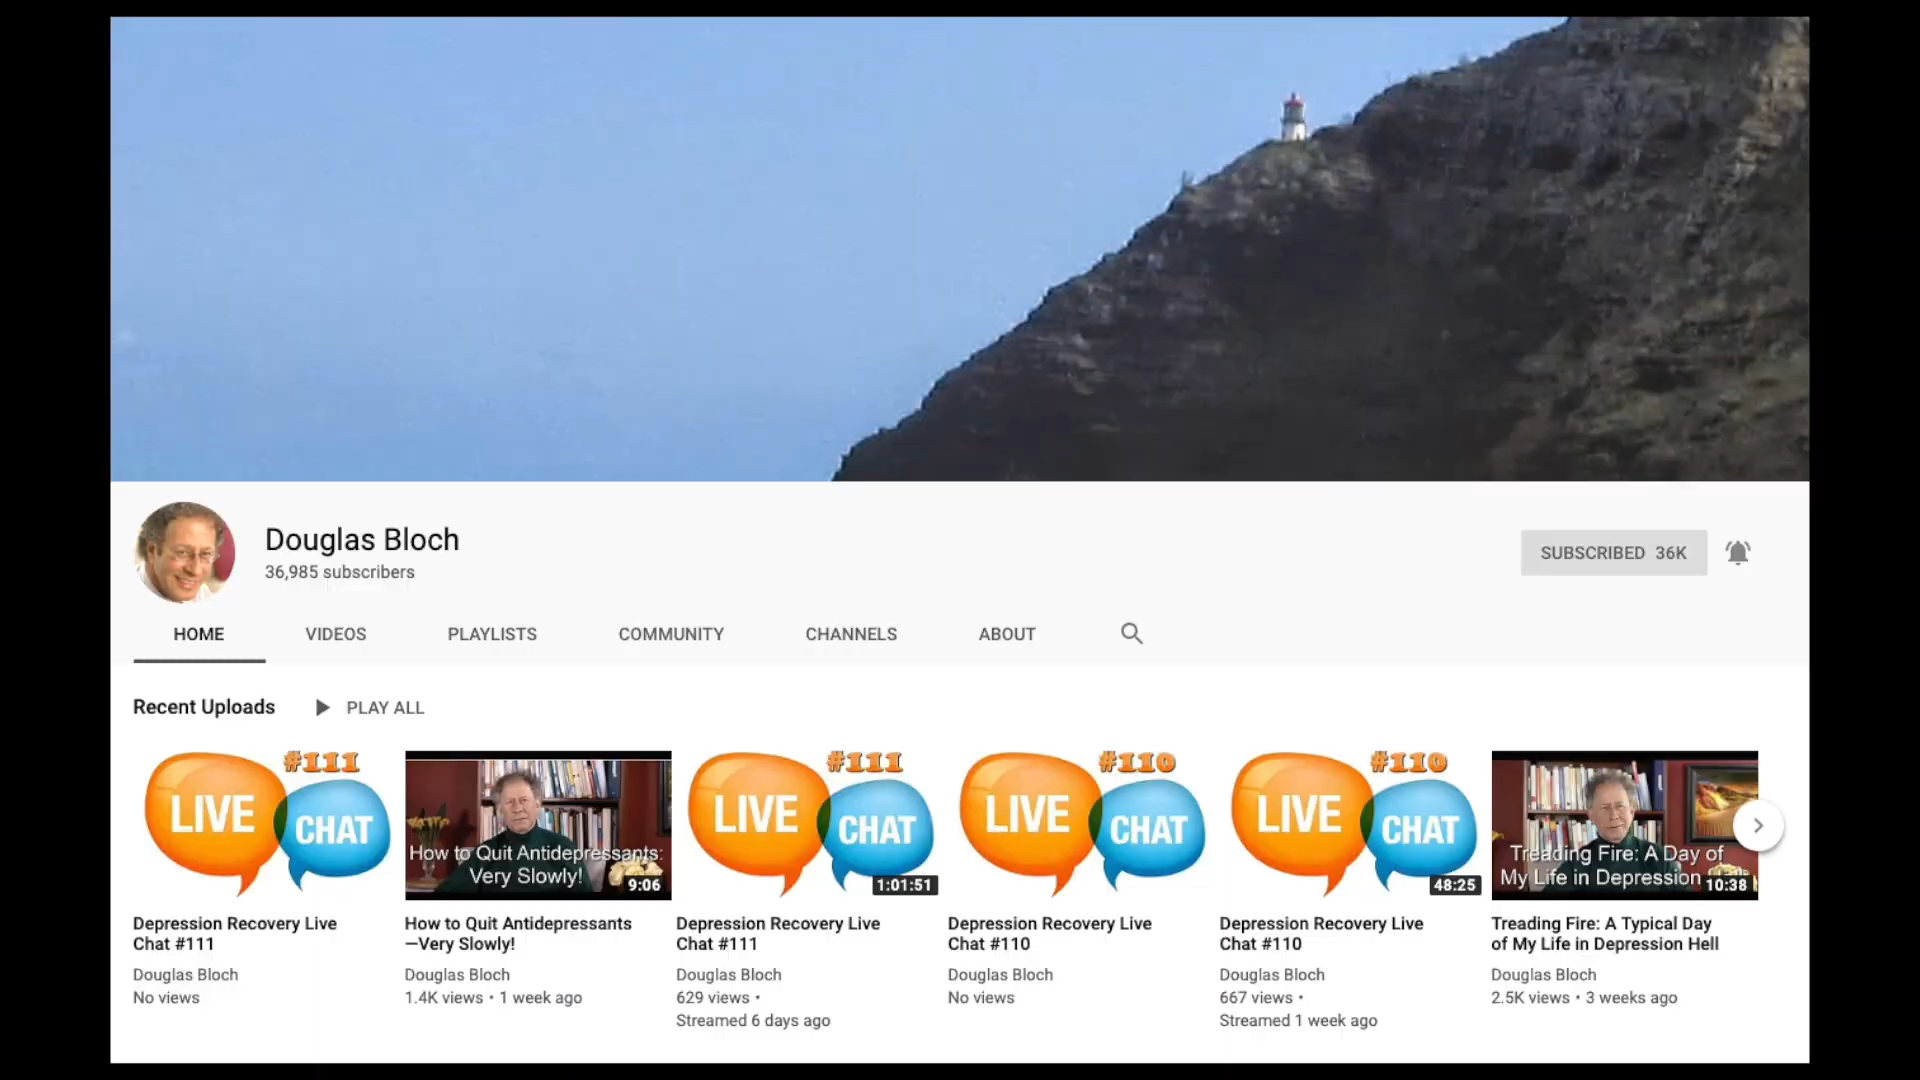 Douglas Bloch
36,985 subscribers
SUBSCRIBED 36K
HOME VIDEOS PLAYLISTS COMMUNITY CHANNELS ABOUT
Recent Uploads PLAY ALL
#111
LIVE
CHAT
Depression Recovery Live
Chat #111
Douglas Bloch
No views
How to Quit Antidepressants:
Very Slowly!
9:06
How to Quit Antidepressants
—Very Slowly!
Douglas Bloch
1.4K views • 1 week ago
#111
LIVE
CHAT
1:01:51
Depression Recovery Live
Chat #111
Douglas Bloch
629 views •
Streamed 6 days ago
#110
LIVE
CHAT
Depression Recovery Live
Chat #110
Douglas Bloch
No views
#110
LIVE
CHAT
48:25
Depression Recovery Live
Chat #110
Douglas Bloch
667 views •
Streamed 1 week ago
Treading Fire: A Day of
My Life in Depression
10:38
Treading Fire: A Typical Day
of My Life in Depression Hell
Douglas Bloch
2.5K views • 3 weeks ago